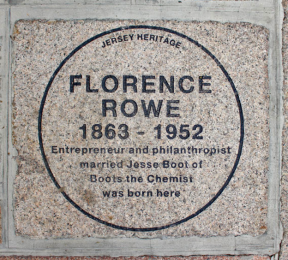 JERSEY HERITAGE
FLORENCE
ROWE
1863 - 1952
Entrepreneur and philanthropist
married Jesse Boot of
Boots the Chemist
was born here